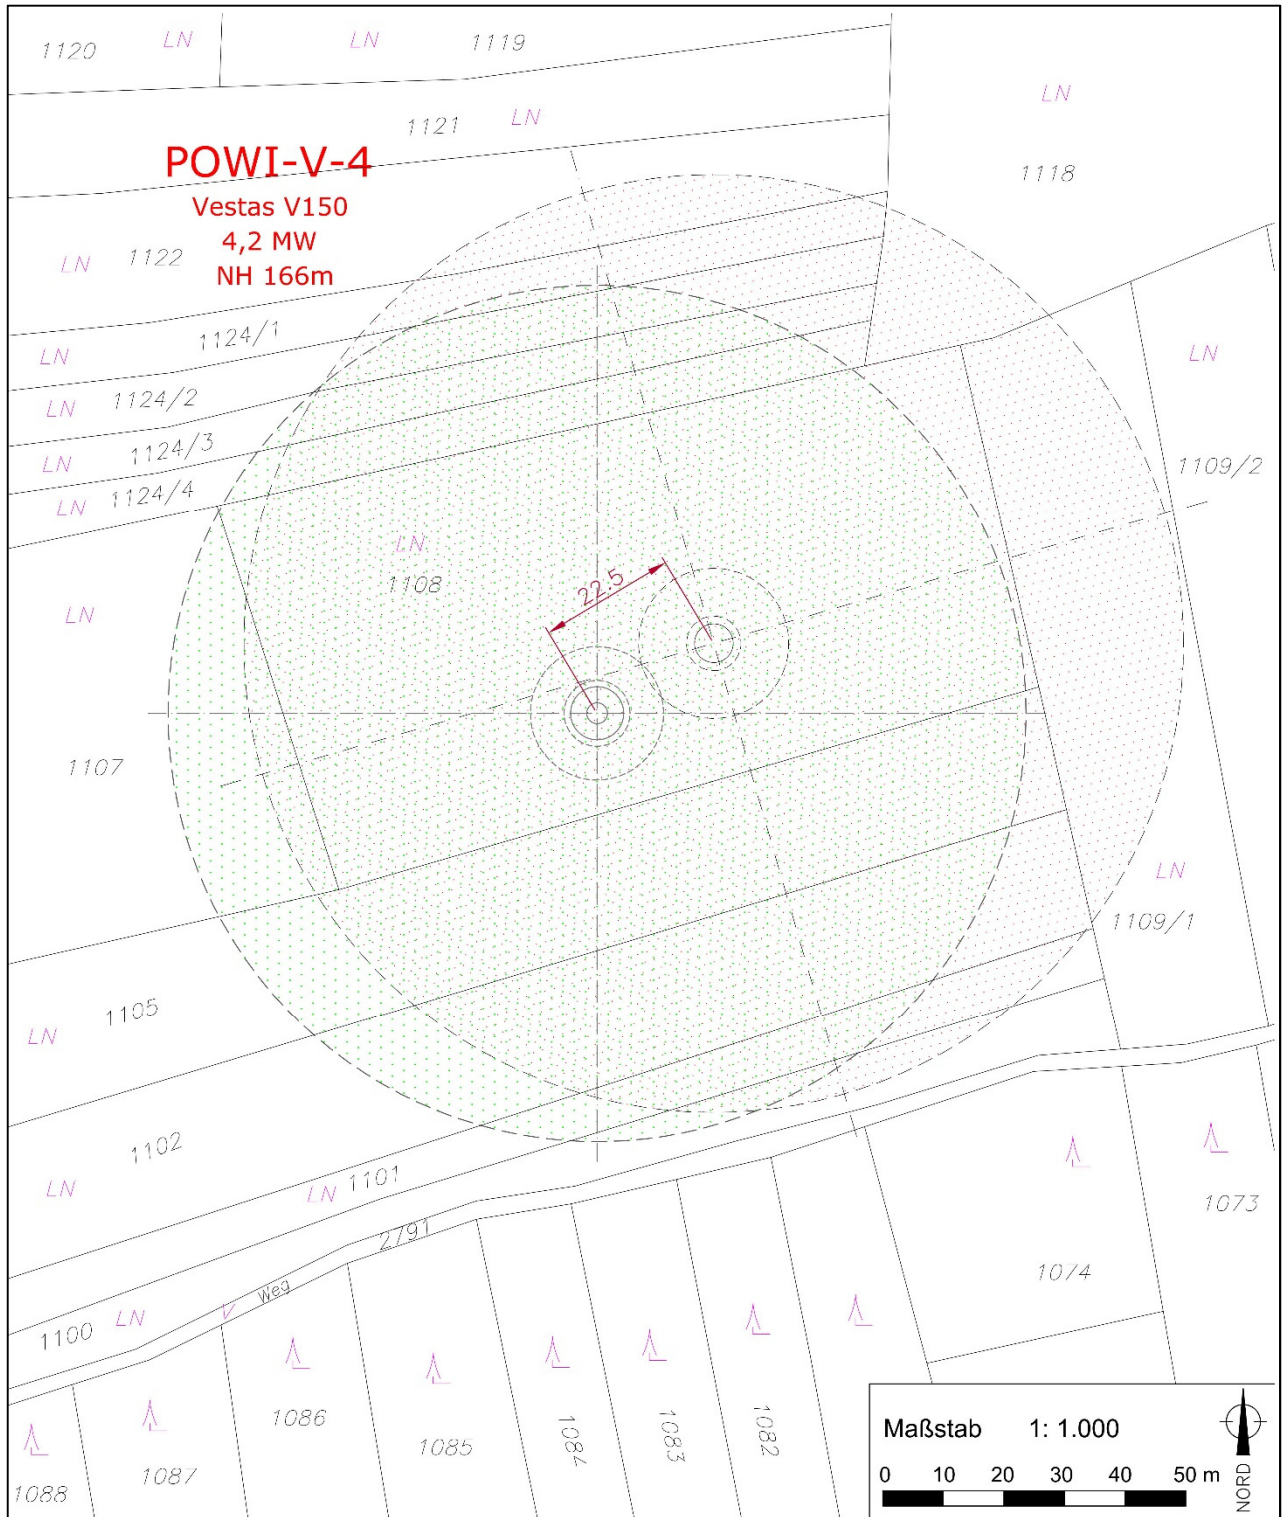 1120
LN
LN
1119
LN
1121
LN
1118
POWI-V-4
Vestas V150
4,2 MW
NH 166m
LN
1122
1124/1
LN
LN
1124/2
LN
1124/3
LN
1109/2
LN
1124/4
LN
LN
1108
22.5
LN
1107
LN
1109/1
1105
LN
1102
LN
LN
1101
1073
2791
1074
Weg
LN
1100
1086
1085
1084
1083
1082
1087
1088
Maßstab 1: 1.000
0 10 20 30 40 50 m
NORD